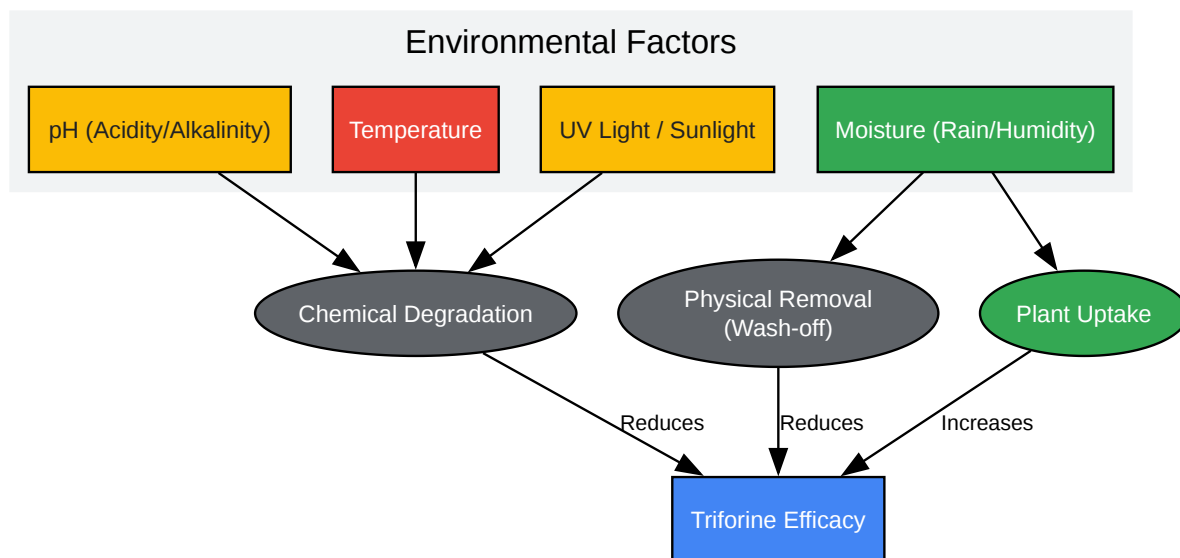 Environmental Factors
pH (Acidity/Alkalinity)
Temperature
UV Light / Sunlight
Moisture (Rain/Humidity)
Chemical Degradation
Physical Removal
(Wash-off)
Plant Uptake
Reduces
Reduces
Increases
Triforine Efficacy